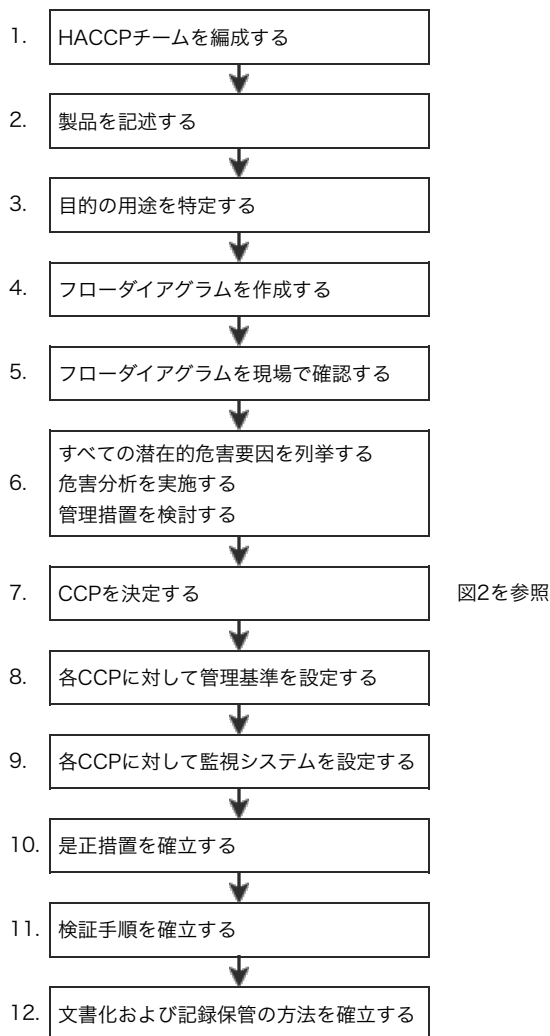 1. HACCPチームを編成する
2. 製品を記述する
3. 目的の用途を特定する
4. フローダイアグラムを作成する
5. フローダイアグラムを現場で確認する
すべての潜在的危害要因を列挙する
6. 危害分析を実施する
管理措置を検討する
7. CCPを決定する 図2を参照
8. 各CCPに対して管理基準を設定する
9. 各CCPに対して監視システムを設定する
10. 是正措置を確立する
11. 検証手順を確立する
12. 文書化および記録保管の方法を確立する